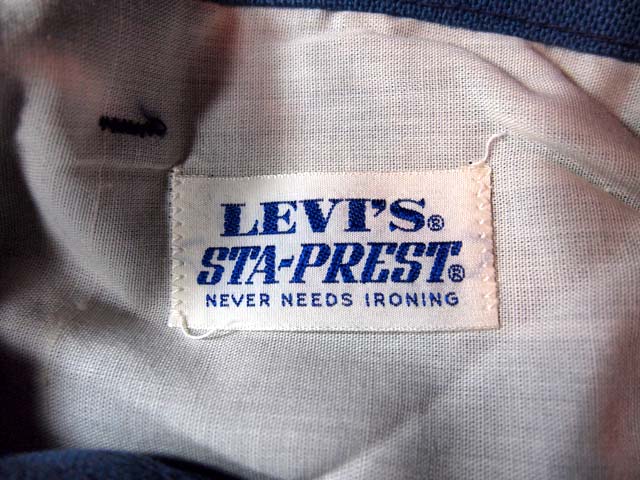 LEVI'S®
STA-PREST®
NEVER NEEDS IRONING